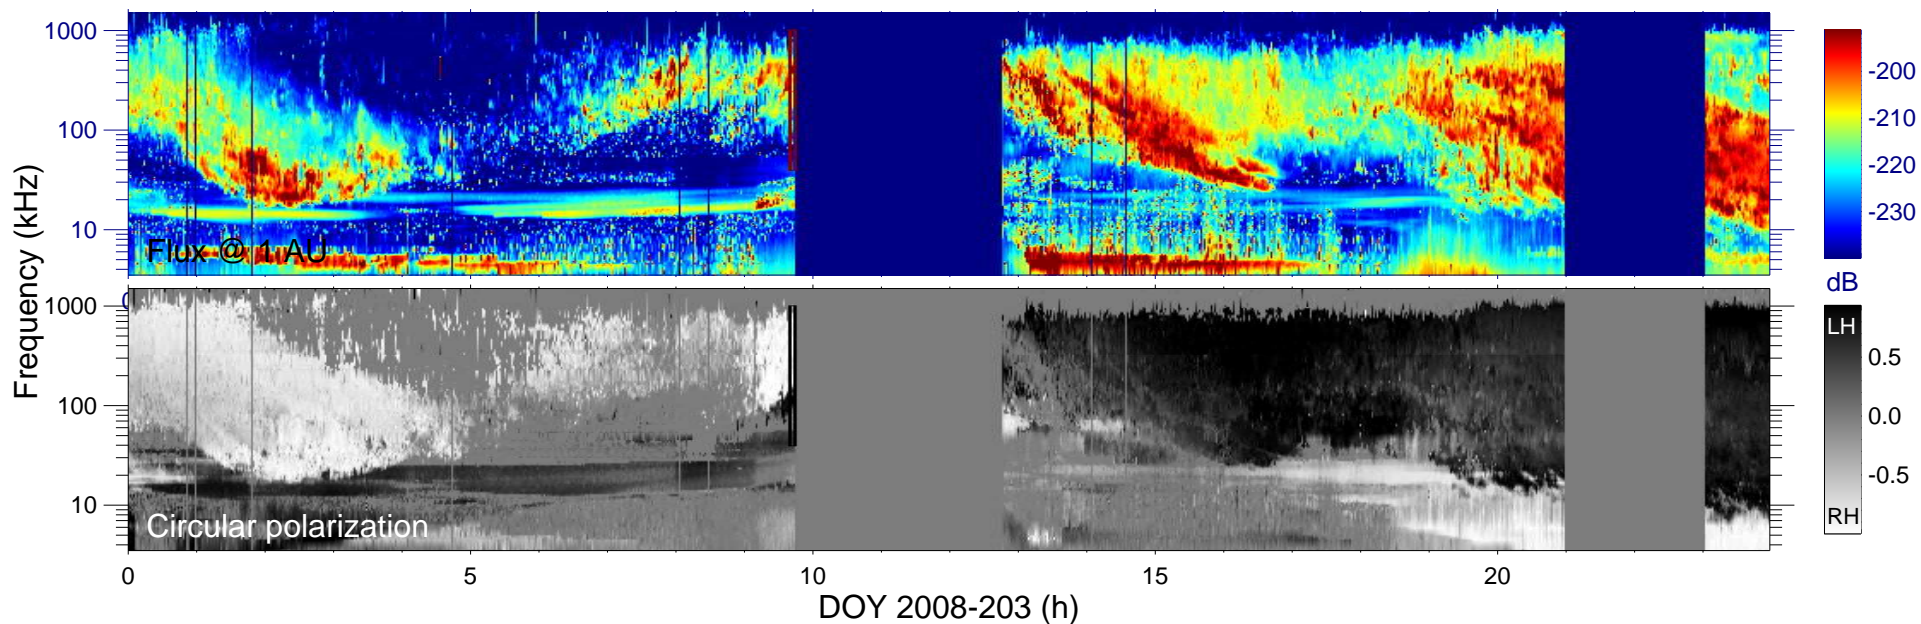 1000
100
10
Flux @ 1 AU
-200
-210
-220
-230
dB
Frequency (kHz)
1000
100
10
Circular polarization
LH
0.5
0.0
-0.5
RH
0 5 10 15 20
DOY 2008-203 (h)